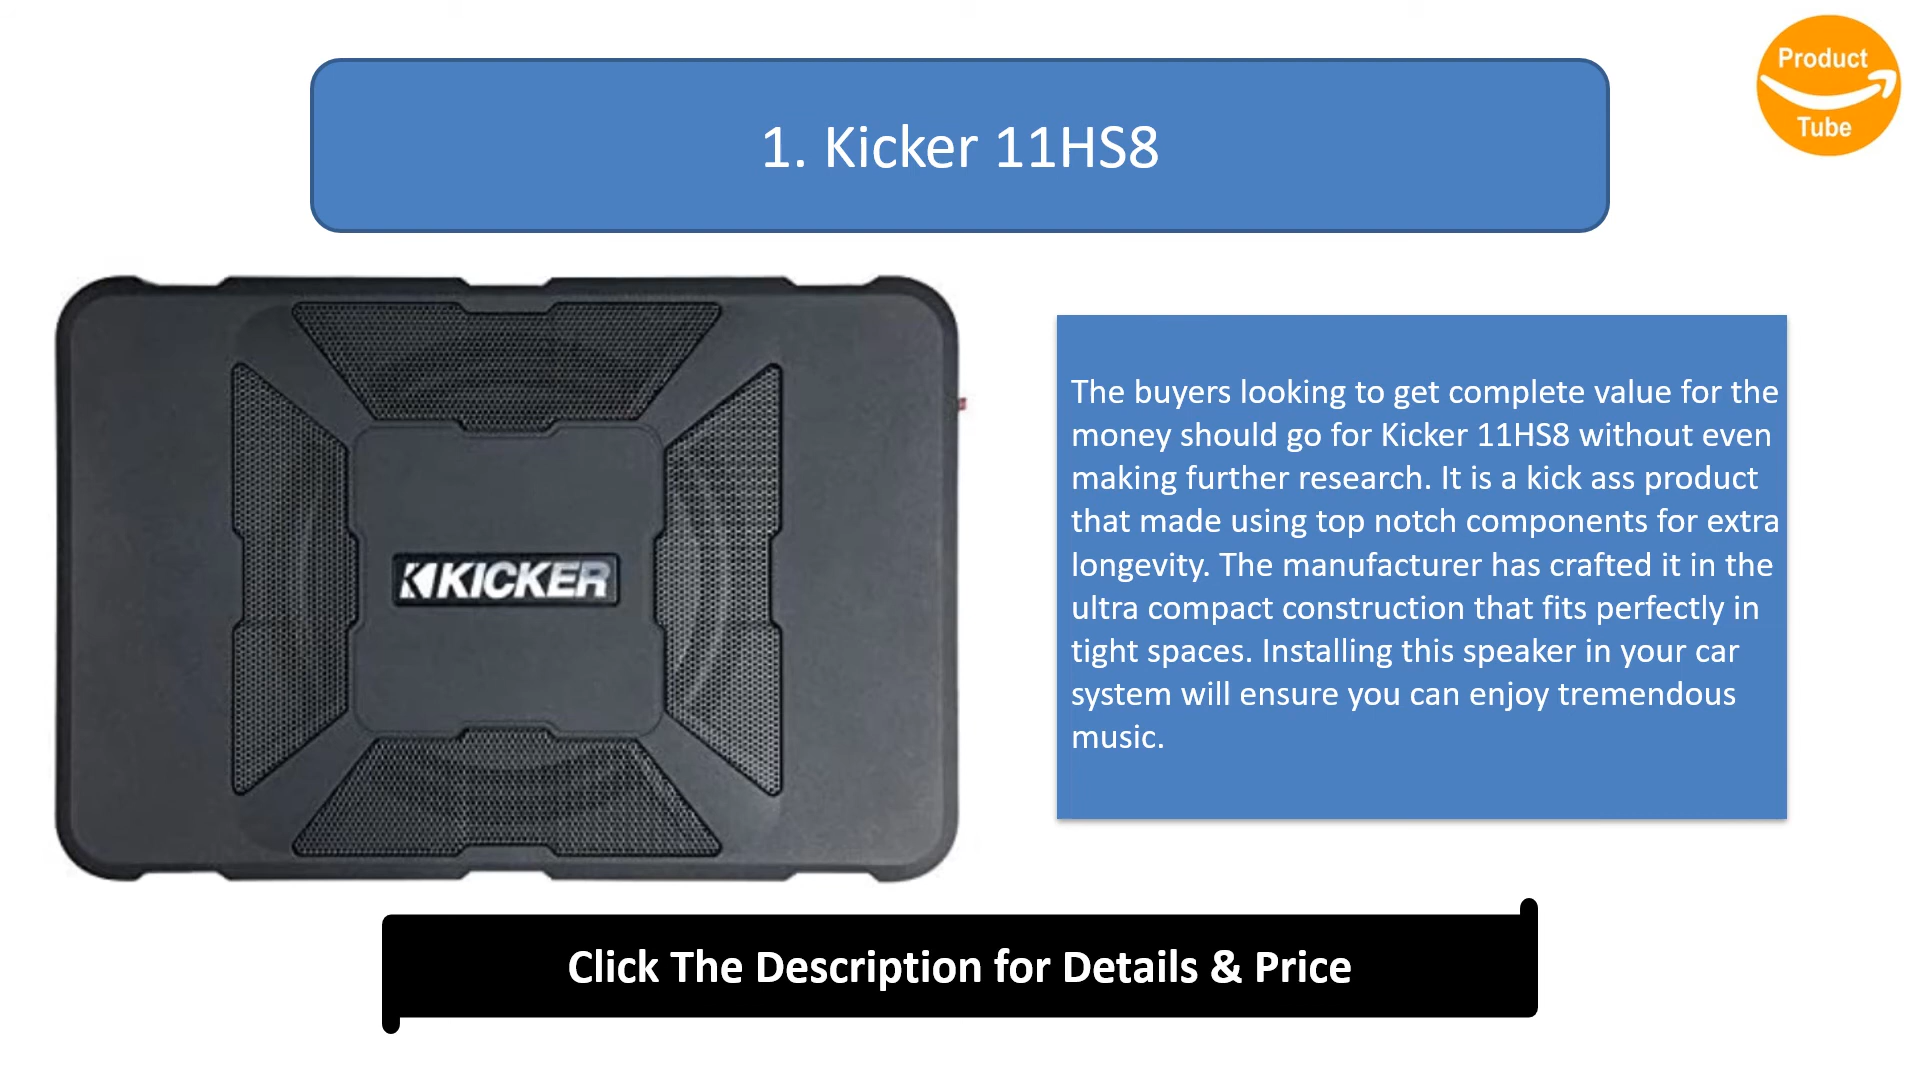 Product
Tube
1. Kicker 11HS8
KICKER
The buyers looking to get complete value for the
money should go for Kicker 11HS8 without even
making further research. It is a kick ass product
that made using top notch components for extra
longevity. The manufacturer has crafted it in the
ultra compact construction that fits perfectly in
tight spaces. Installing this speaker in your car
system will ensure you can enjoy tremendous
music.
Click The Description for Details & Price